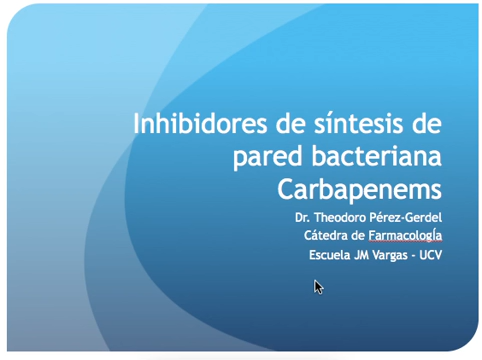 Inhibidores de síntesis de
pared bacteriana
Carbapenems
Dr. Theodoro Pérez-Gerdel
Cátedra de FarmacologÍa
Escuela JM Vargas - UCV